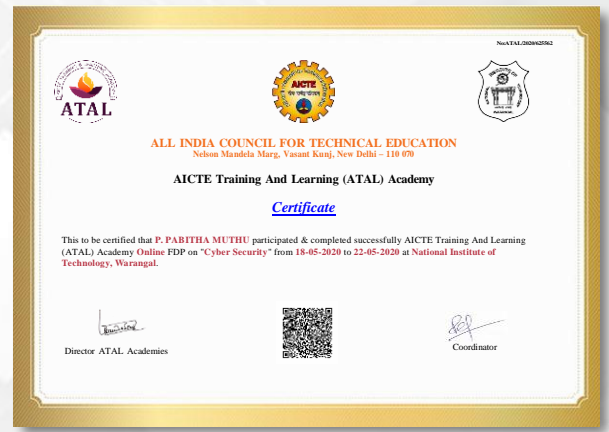 No:ATAL/2020/625562
ATAL
AICTE
ALL INDIA COUNCIL FOR TECHNICAL EDUCATION
Nelson Mandela Marg, Vasant Kunj, New Delhi – 110 070
AICTE Training And Learning (ATAL) Academy
Certificate
This to be certified that P. PABITHA MUTHU participated & completed successfully AICTE Training And Learning
(ATAL) Academy Online FDP on "Cyber Security" from 18-05-2020 to 22-05-2020 at National Institute of
Technology, Warangal.
Director ATAL Academies
Coordinator